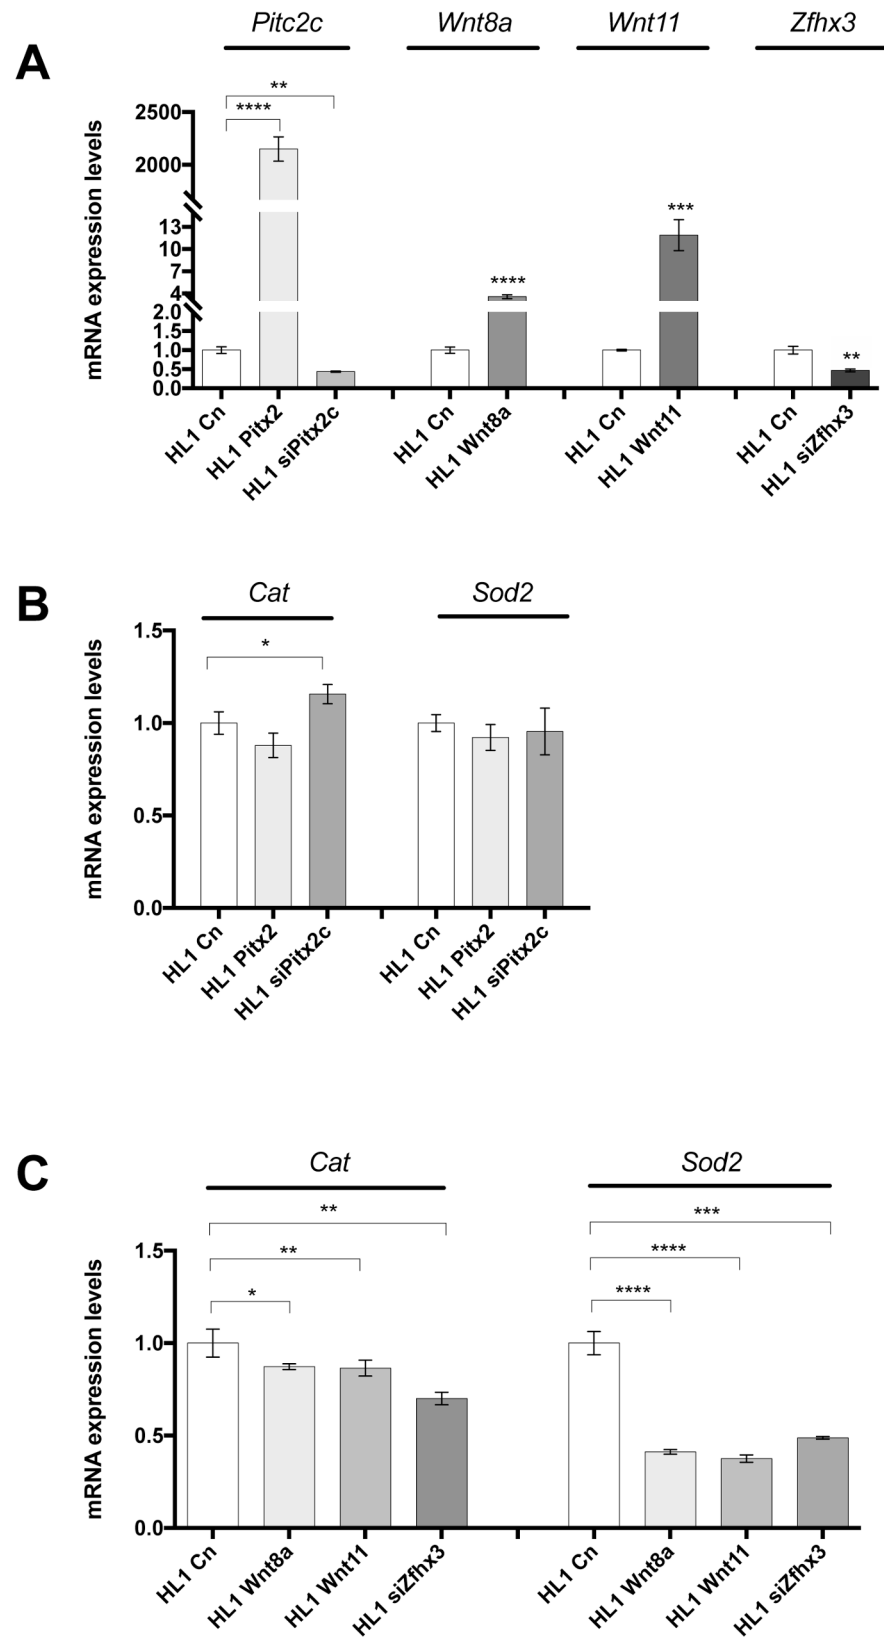 Pitc2c Wnt8a Wnt11 Zfhx3
A
mRNA expression levels
**
****
2500
2000
13
10
7
4
2.0
1.5
1.0
0.5
0.0
****
***
**
HL1 Cn
HL1 Pitx2
HL1 siPitx2c
HL1 Cn
HL1 Wnt8a
HL1 Cn
HL1 Wnt11
HL1 Cn
HL1 siZfhx3
B
Cat Sod2
mRNA expression levels
1.5
1.0
0.5
0.0
*
HL1 Cn
HL1 Pitx2
HL1 siPitx2c
HL1 Cn
HL1 Pitx2
HL1 siPitx2c
C
Cat Sod2
mRNA expression levels
1.5
1.0
0.5
0.0
**
**
*
***
****
****
HL1 Cn
HL1 Wnt8a
HL1 Wnt11
HL1 siZfhx3
HL1 Cn
HL1 Wnt8a
HL1 Wnt11
HL1 siZfhx3